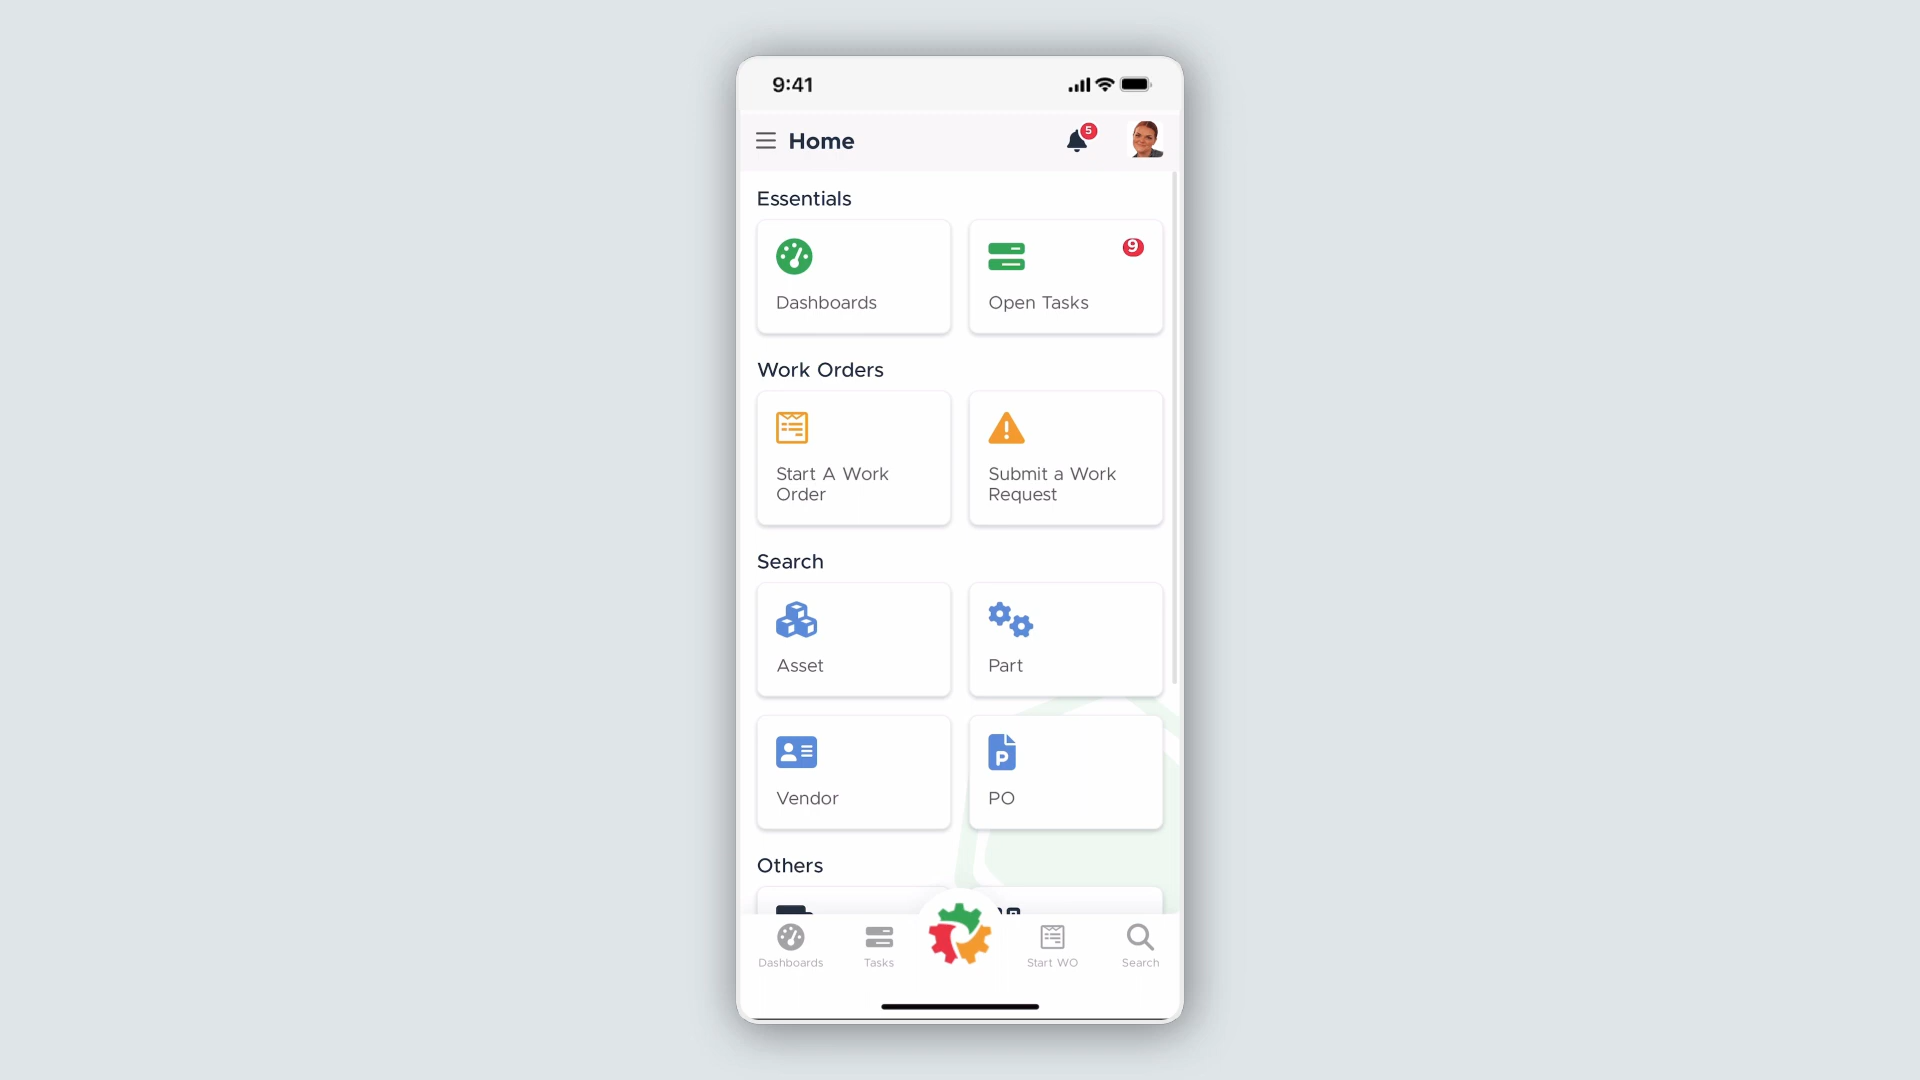 9:41
Home
5
Essentials
Dashboards
Open Tasks
9
Work Orders
Start A Work
Order
Submit a Work
Request
Search
Asset
Part
Vendor
P
PO
Others
Dashboards
Tasks
Start WO
Search